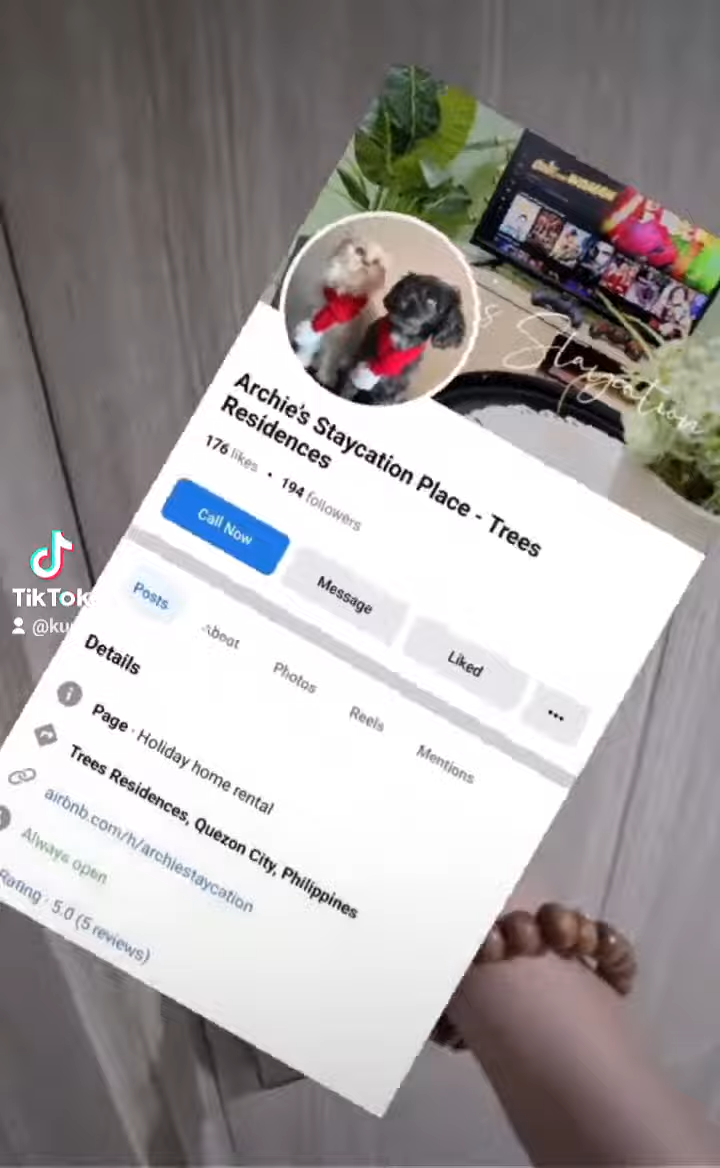 s Staycation
Archie's Staycation Place - Trees
Residences
176 likes · 194 followers
Call Now
Message
Liked
Posts
About
Photos
Reels
Mentions
Details
Page · Holiday home rental
Trees Residences, Quezon City, Philippines
airbnb.com/h/archiestaycation
Always open
Rating · 5.0 (5 reviews)
TikTok